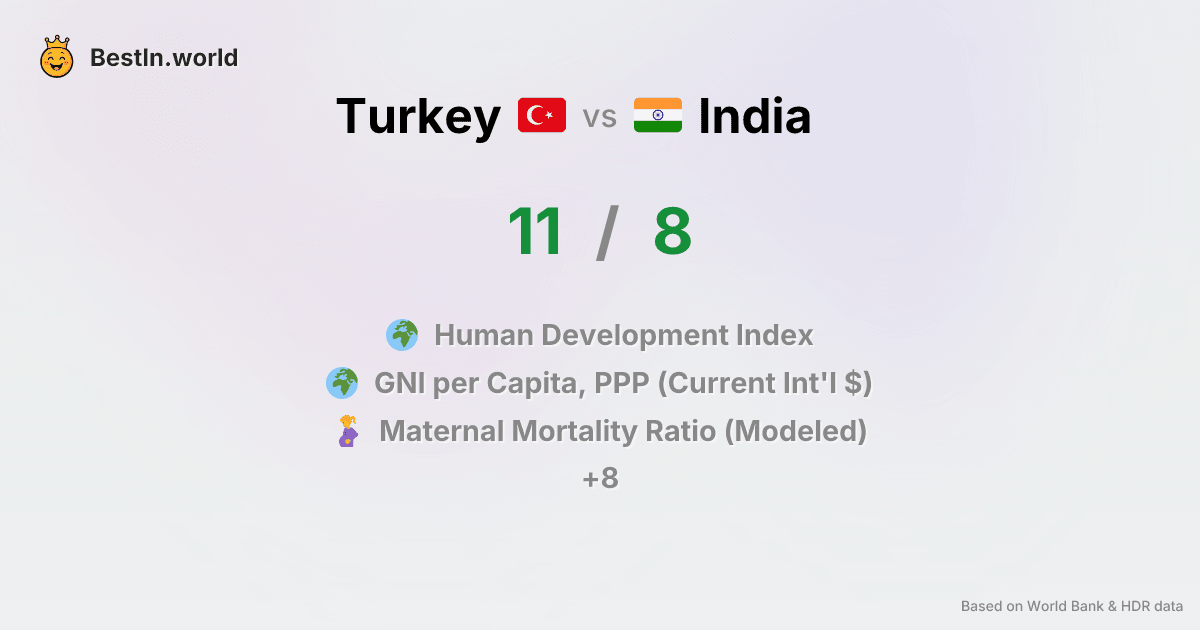 BestIn.world
Turkey vs India
11 / 8
Human Development Index
GNI per Capita, PPP (Current Int'l $)
Maternal Mortality Ratio (Modeled)
+8
Based on World Bank & HDR data